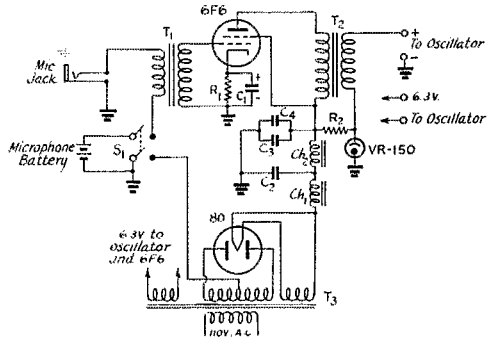 6F6
T1
T2
+
To Oscillator
-
Mic
Jack
R1
+
C1
-
C4
6.3V.
R2
To Oscillator
S1
C3
Ch2
VR-150
Microphone
Battery
C2
Ch1
80
6.3V to
Oscillator
and 6F6
T3
110V. A.C.